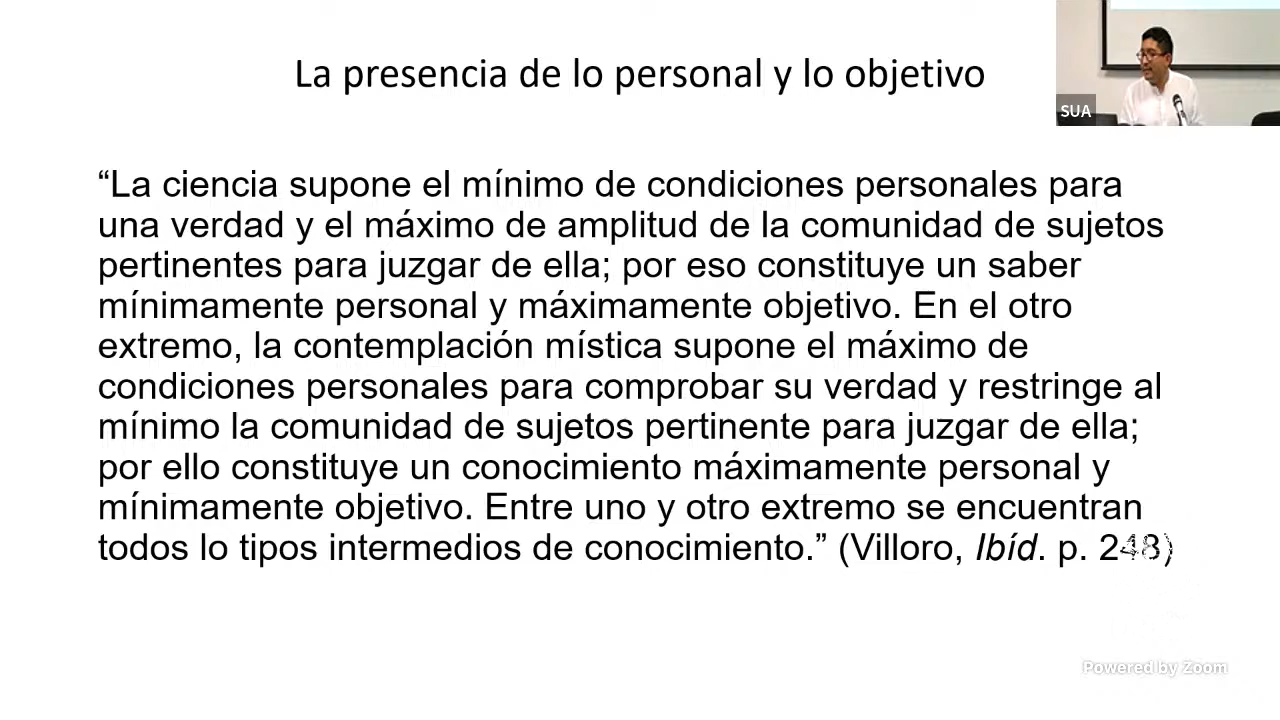 La presencia de lo personal y lo objetivo
SUA
“La ciencia supone el mínimo de condiciones personales para
una verdad y el máximo de amplitud de la comunidad de sujetos
pertinentes para juzgar de ella; por eso constituye un saber
mínimamente personal y máximamente objetivo. En el otro
extremo, la contemplación mística supone el máximo de
condiciones personales para comprobar su verdad y restringe al
mínimo la comunidad de sujetos pertinente para juzgar de ella;
por ello constituye un conocimiento máximamente personal y
mínimamente objetivo. Entre uno y otro extremo se encuentran
todos lo tipos intermedios de conocimiento.” (Villoro, Ibíd. p. 248)
Powered by Zoom